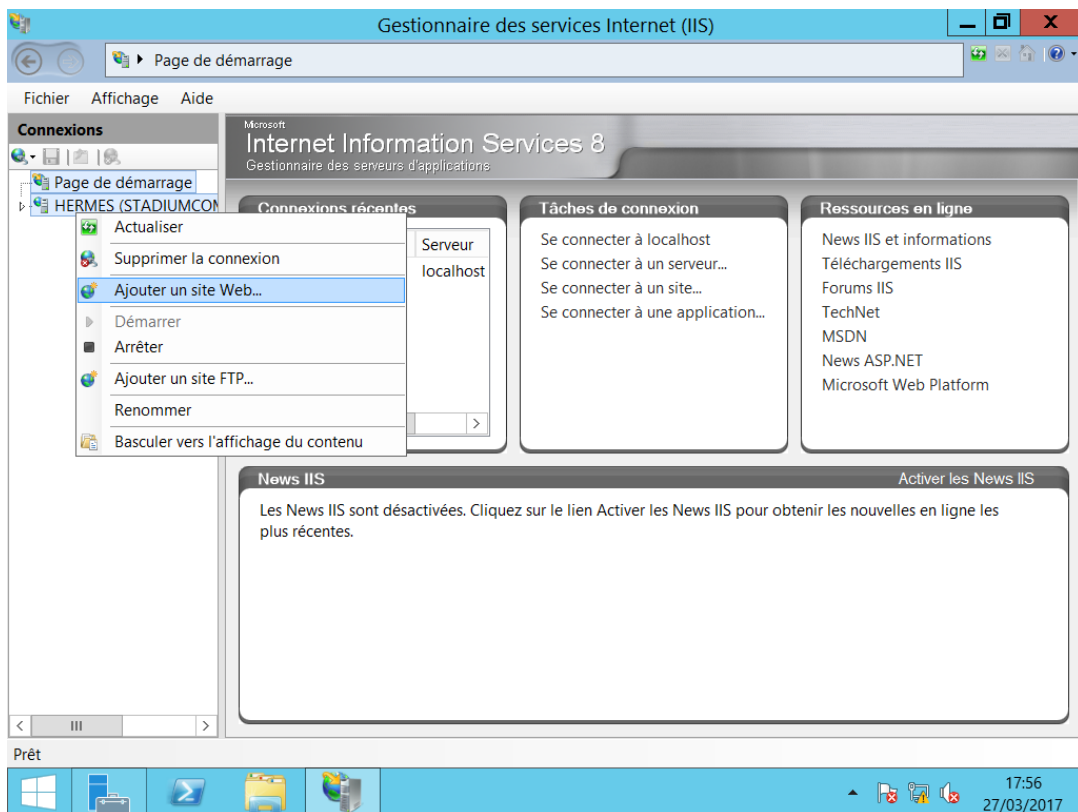 Gestionnaire des services Internet (IIS)
Page de démarrage
Fichier Affichage Aide
Connexions
Page de démarrage
HERMES (STADIUMCOM
Actualiser
Supprimer la connexion
Ajouter un site Web...
Démarrer
Arrêter
Ajouter un site FTP...
Renommer
Basculer vers l'affichage du contenu
Microsoft
Internet Information Services 8
Gestionnaire des serveurs d'applications
Connexions récentes
Serveur
localhost
Tâches de connexion
Se connecter à localhost
Se connecter à un serveur...
Se connecter à un site...
Se connecter à une application...
Ressources en ligne
News IIS et informations
Téléchargements IIS
Forums IIS
TechNet
MSDN
News ASP.NET
Microsoft Web Platform
News IIS
Activer les News IIS
Les News IIS sont désactivées. Cliquez sur le lien Activer les News IIS pour obtenir les nouvelles en ligne les
plus récentes.
Prêt
17:56
27/03/2017